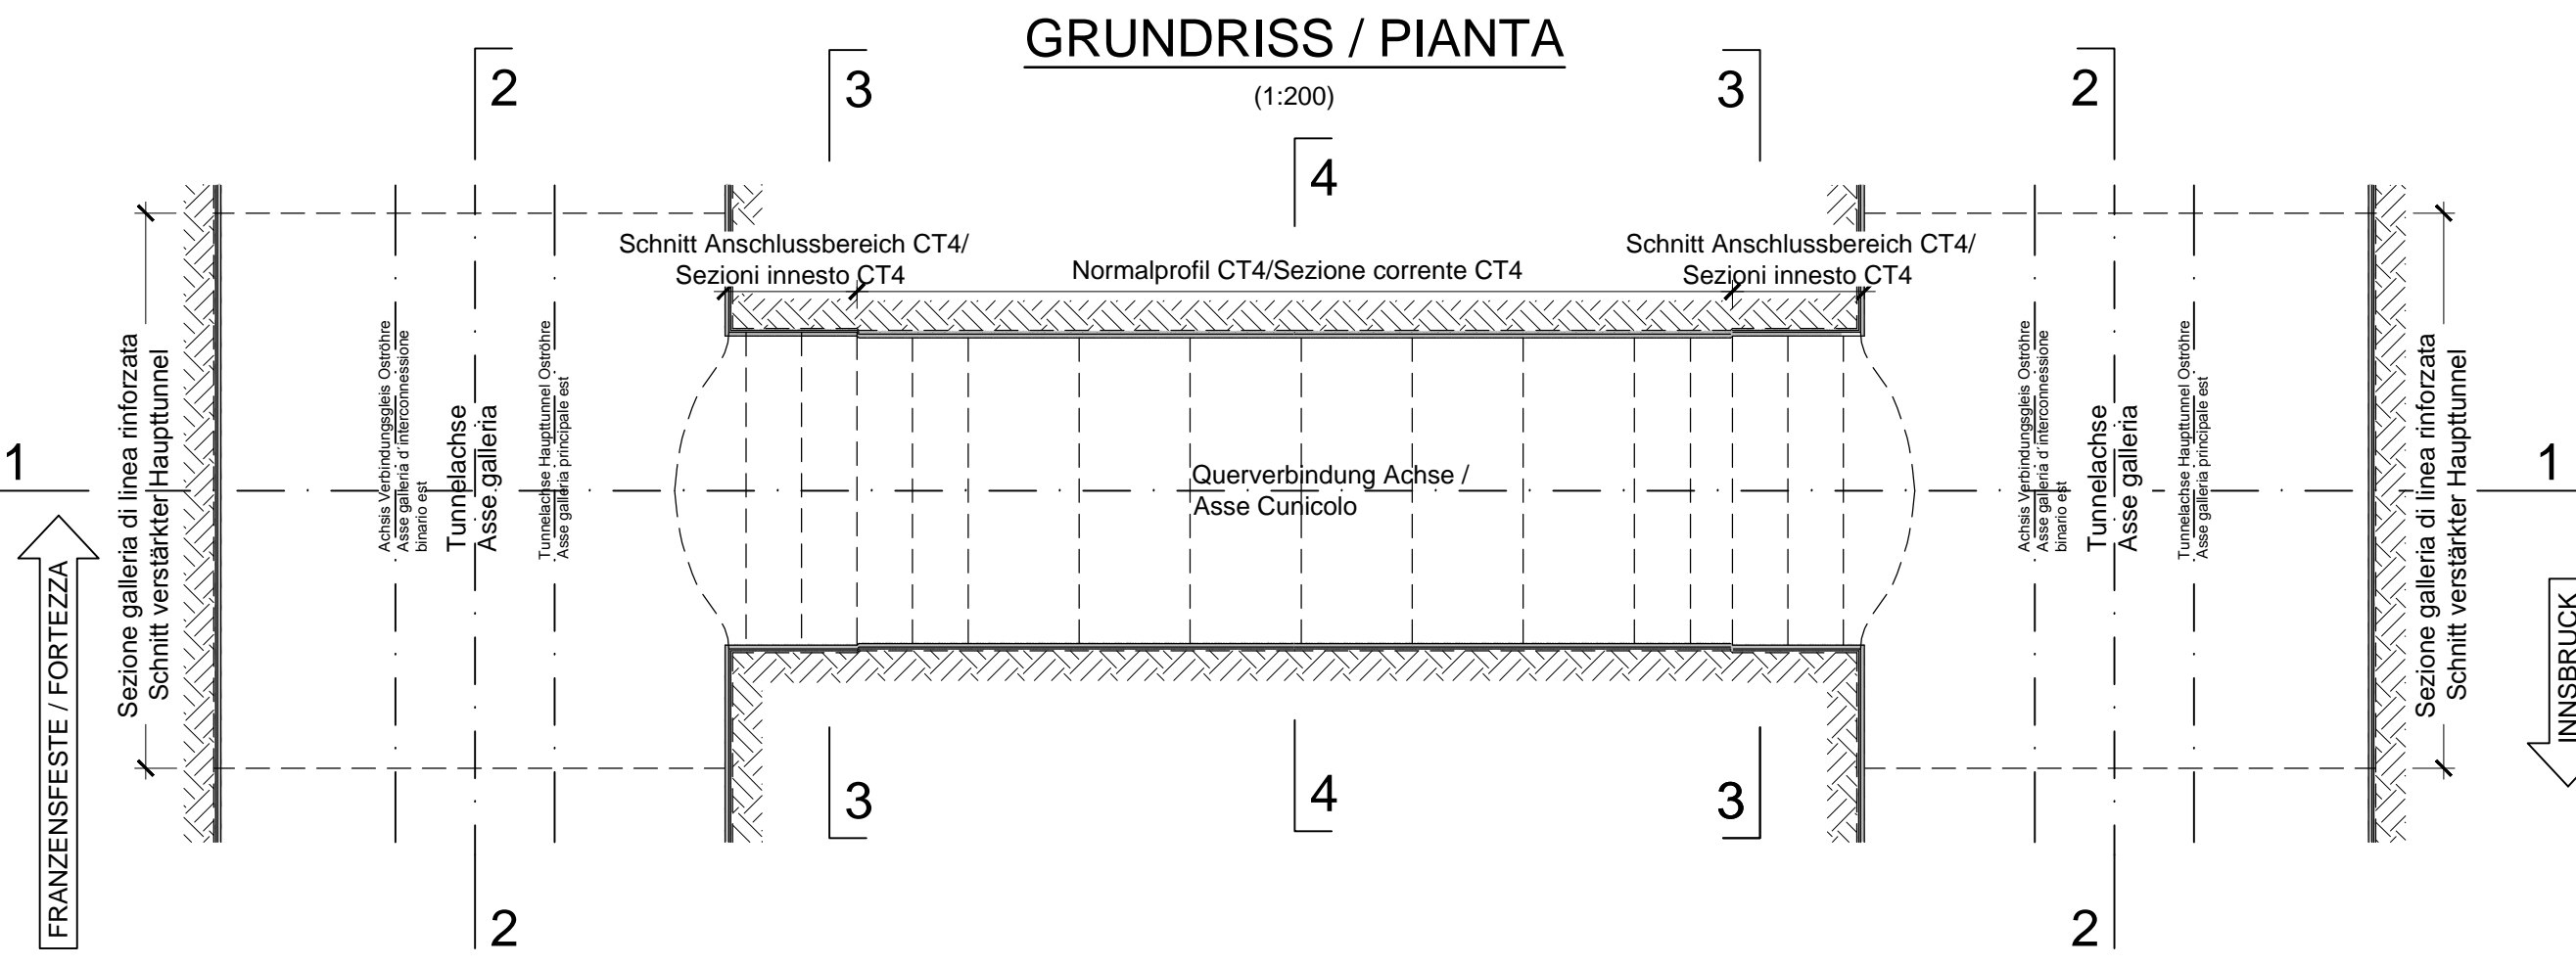 GRUNDRISS / PIANTA
(1:200)
2
3
3
2
4
4
3
3
2
2
1
1
Schnitt Anschlussbereich CT4/
Sezioni innesto CT4
Normalprofil CT4/Sezione corrente CT4
Schnitt Anschlussbereich CT4/
Sezioni innesto CT4
Sezione galleria di linea rinforzata
Schnitt verstärkter Haupttunnel
Achsis Verbindungsgleis Oströhre
Asse galleria d´interconnessione
binario est
Tunnelachse
Asse galleria
Tunnelachse Haupttunnel Oströhre
Asse galleria principale est
Querverbindung Achse /
Asse Cunicolo
Achsis Verbindungsgleis Oströhre
Asse galleria d´interconnessione
binario est
Tunnelachse
Asse galleria
Tunnelachse Haupttunnel Oströhre
Asse galleria principale est
Sezione galleria di linea rinforzata
Schnitt verstärkter Haupttunnel
FRANZENSFESTE / FORTEZZA
INNSBRUCK